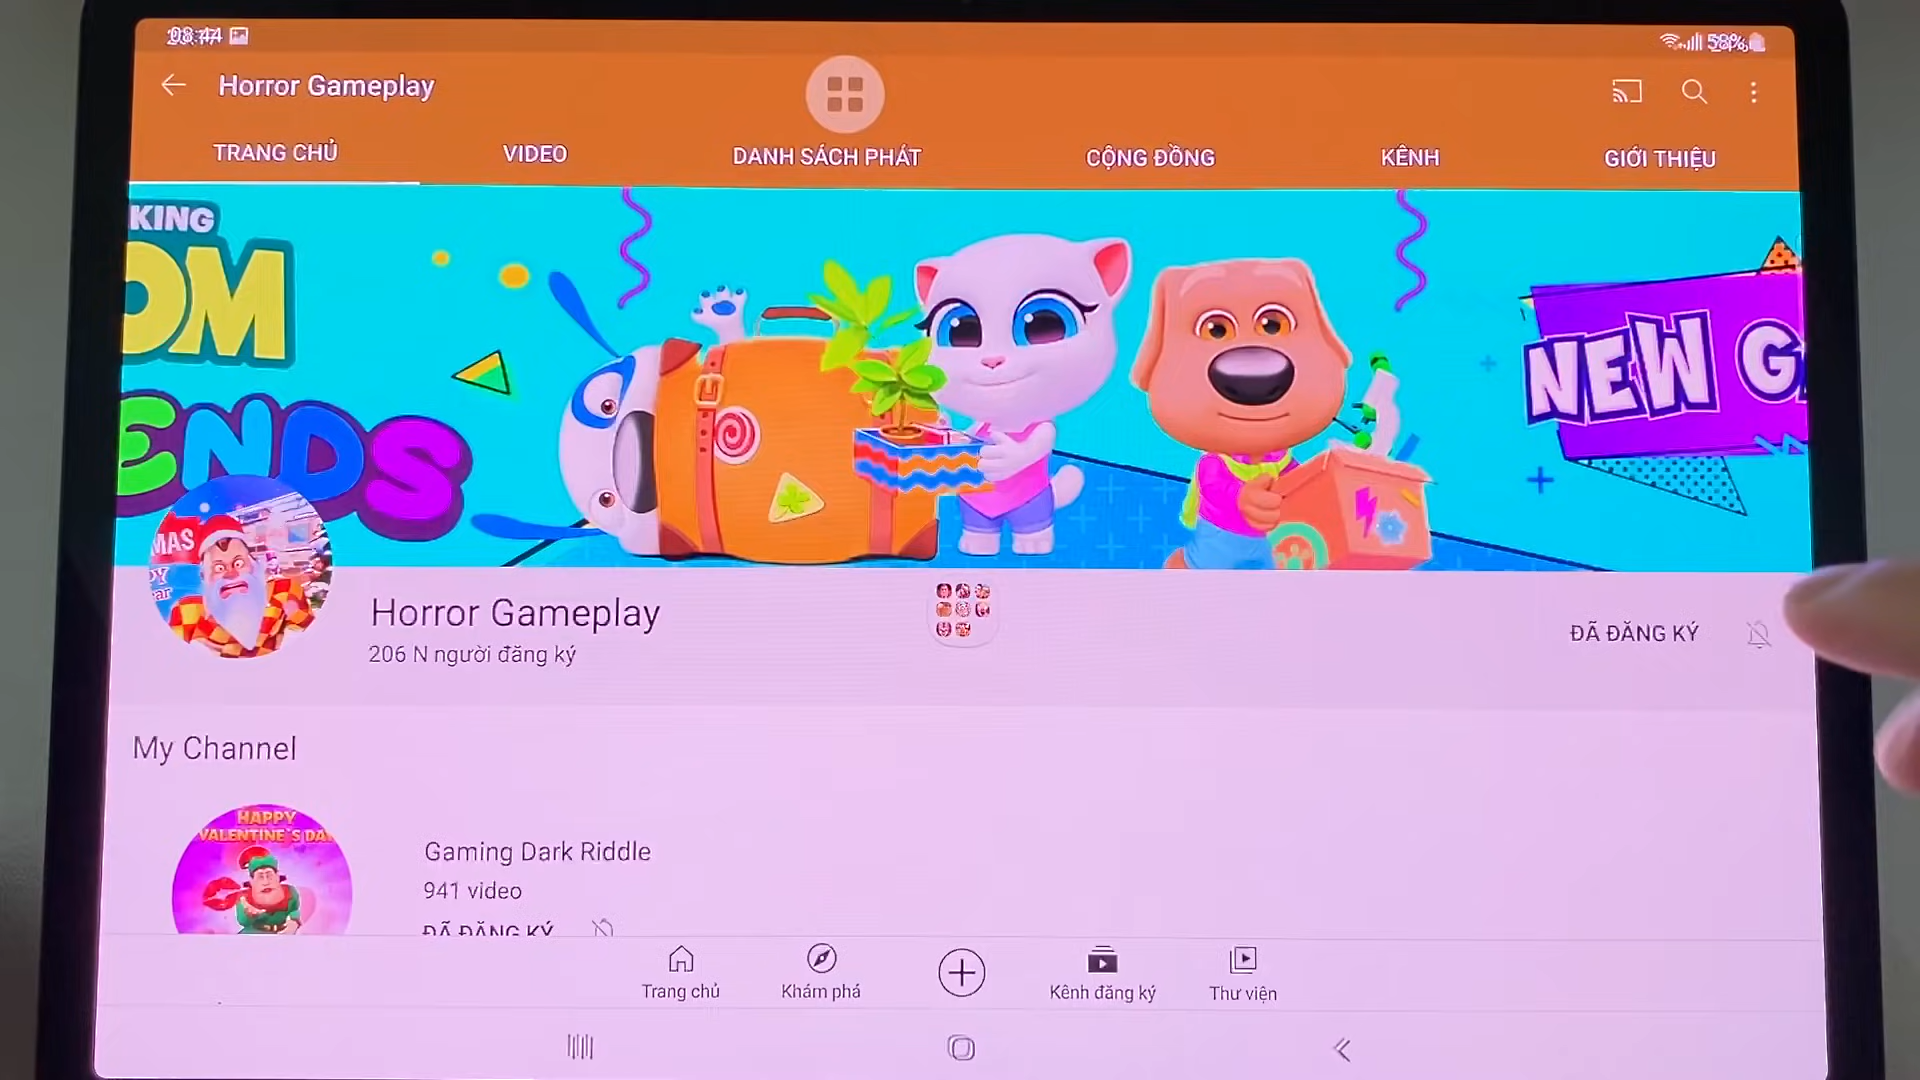 58%
Horror Gameplay
TRANG CHỦ
VIDEO
DANH SÁCH PHÁT
CỘNG ĐỒNG
KÊNH
GIỚI THIỆU
KING
OM
ENDS
NEW G
MAS
Horror Gameplay
206 N người đăng ký
ĐÃ ĐĂNG KÝ
My Channel
HAPPY
VALENTINE'S DAY
Gaming Dark Riddle
941 video
ĐÃ ĐĂNG KÝ
Trang chủ
Khám phá
Kênh đăng ký
Thư viện